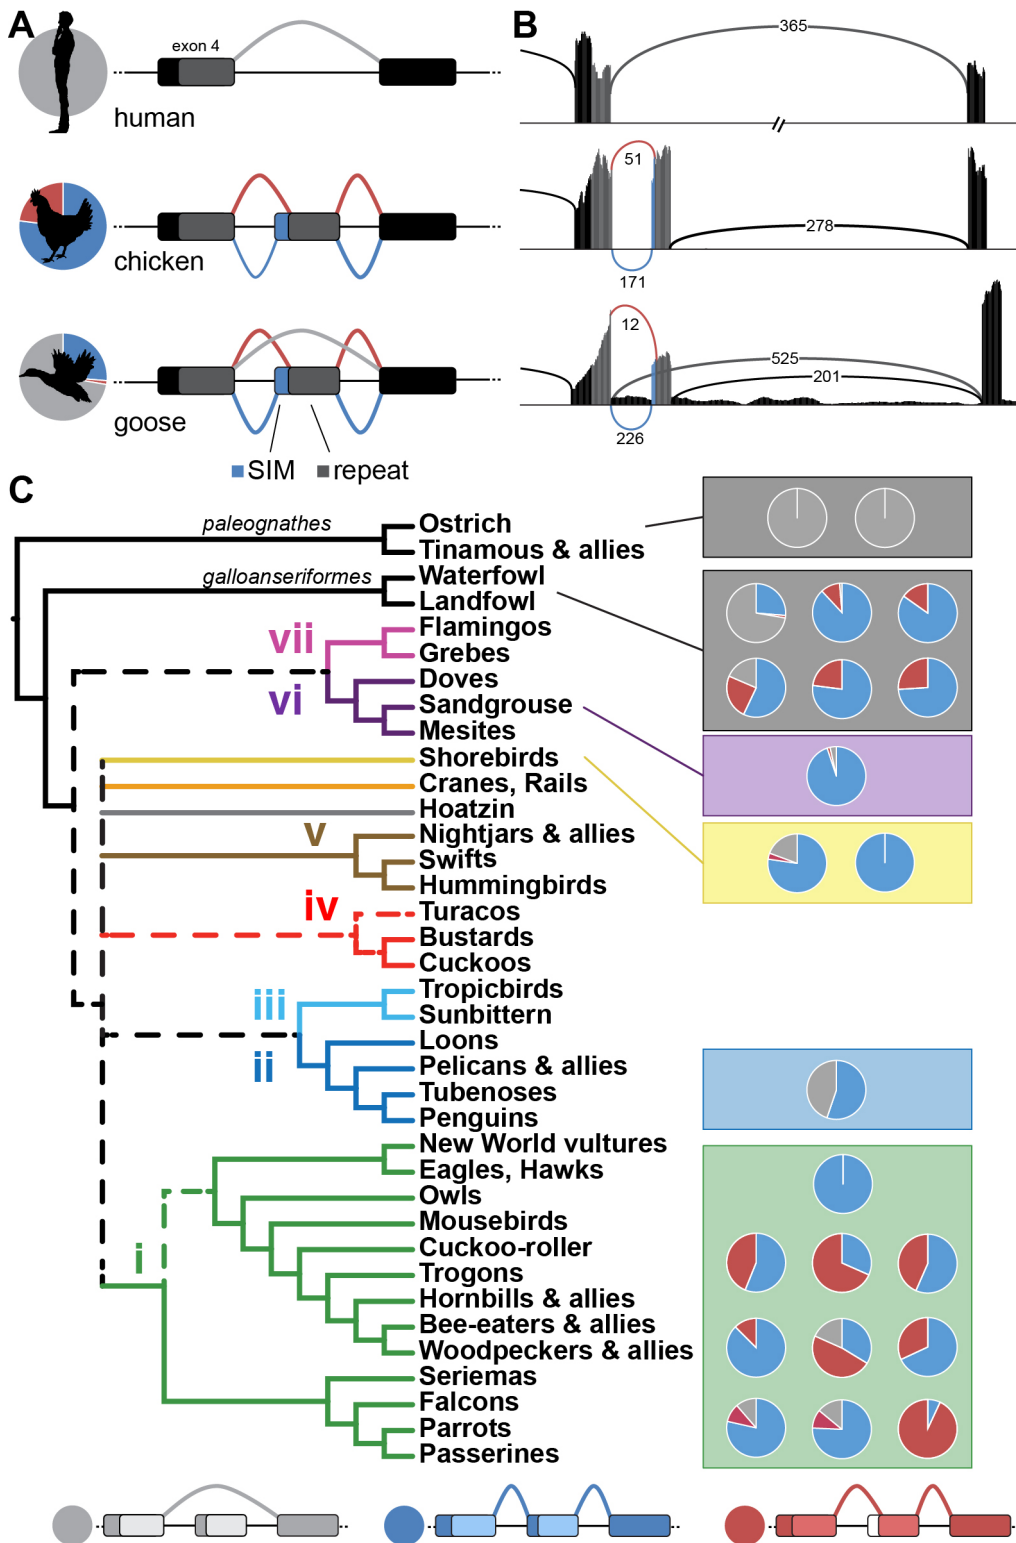 A
exon 4
human
chicken
goose
SIM
repeat
B
365
51
278
171
12
525
201
226
C
paleognathes
galloanseriformes
Ostrich
Tinamous & allies
Waterfowl
Landfowl
vii
Flamingos
Grebes
vi
Doves
Sandgrouse
Mesites
Shorebirds
Cranes, Rails
Hoatzin
v
Nightjars & allies
Swifts
Hummingbirds
iv
Turacos
Bustards
Cuckoos
iii
Tropicbirds
Sunbittern
ii
Loons
Pelicans & allies
Tubenoses
Penguins
New World vultures
Eagles, Hawks
Owls
Mousebirds
i
Cuckoo-roller
Trogons
Hornbills & allies
Bee-eaters & allies
Woodpeckers & allies
Seriemas
Falcons
Parrots
Passerines